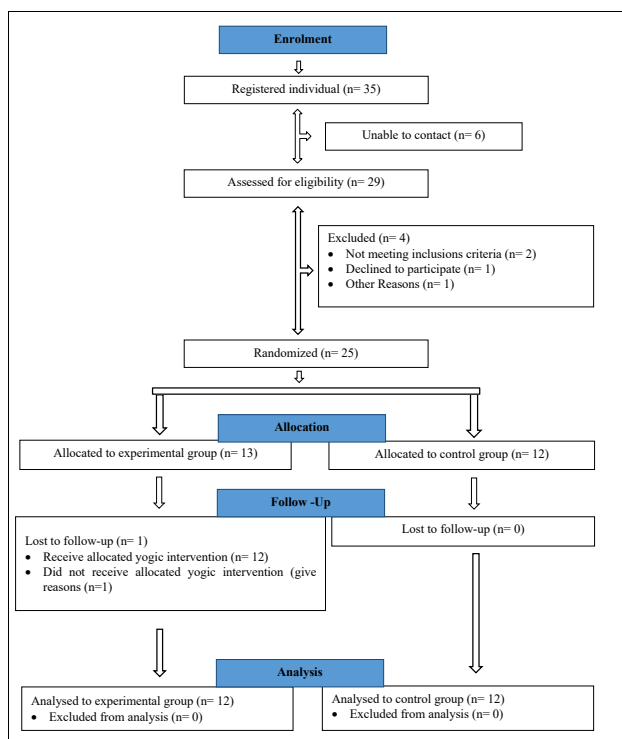 Enrolment
Registered individual (n= 35)
Unable to contact (n= 6)
Assessed for eligibility (n= 29)
Excluded (n= 4)
• Not meeting inclusions criteria (n= 2)
• Declined to participate (n= 1)
• Other Reasons (n= 1)
Randomized (n= 25)
Allocation
Allocated to experimental group (n= 13)
Allocated to control group (n= 12)
Follow -Up
Lost to follow-up (n= 1)
• Receive allocated yogic intervention (n= 12)
• Did not receive allocated yogic intervention (give
reasons (n=1)
Lost to follow-up (n= 0)
Analysis
Analysed to experimental group (n= 12)
• Excluded from analysis (n= 0)
Analysed to control group (n= 12)
• Excluded from analysis (n= 0)